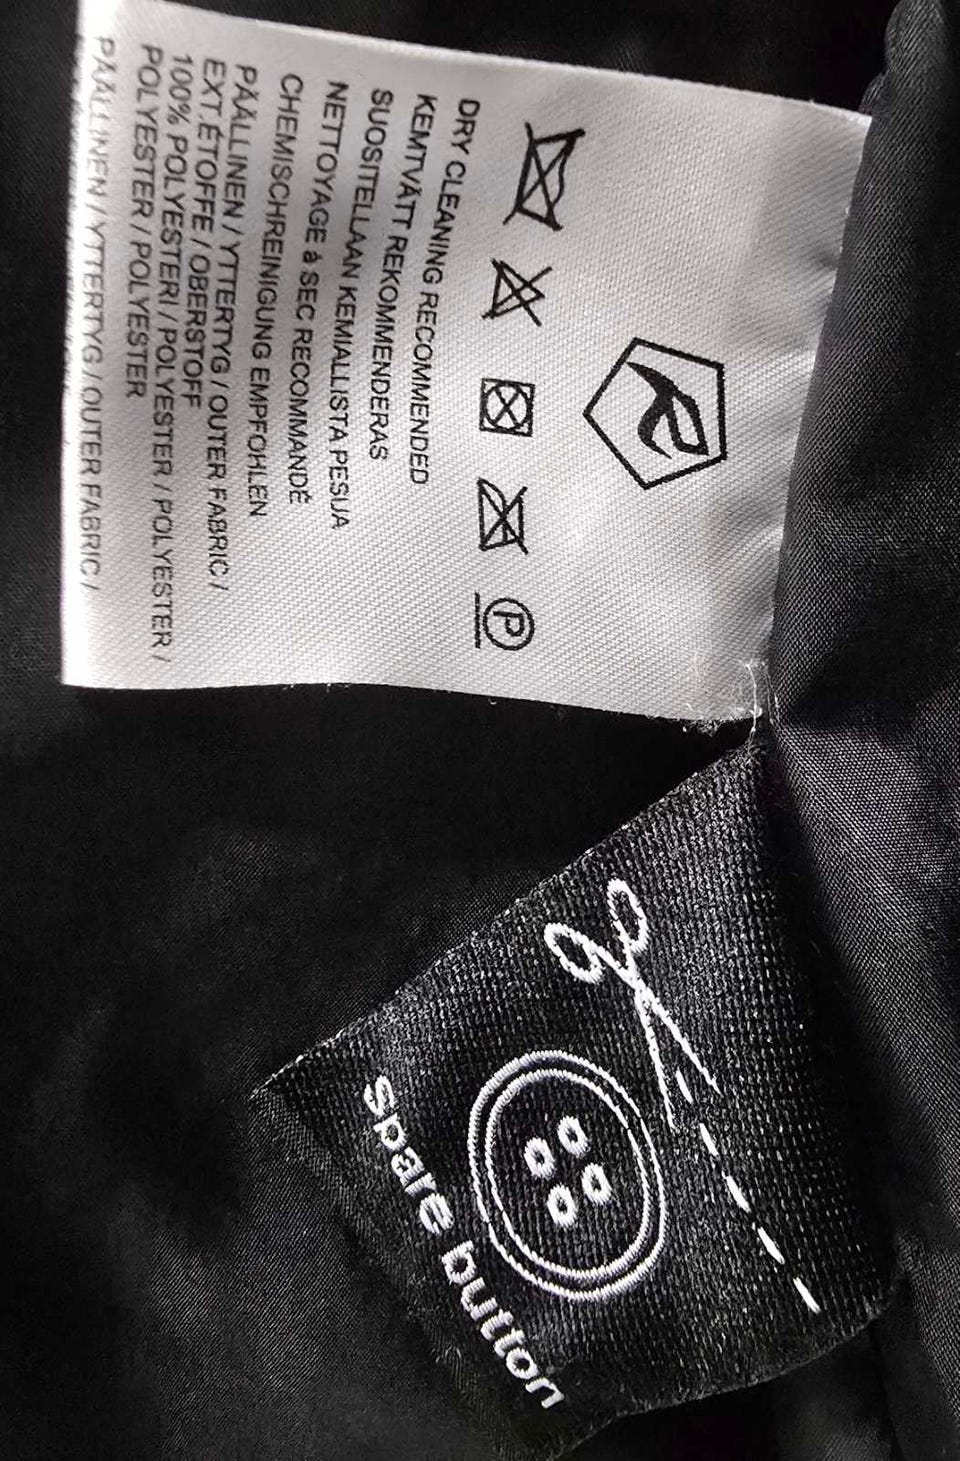 DRY CLEANING RECOMMENDED
KEMTVÄTT REKOMMENDERAS
SUOSITELLAAN KEMIALLISTA PESUA
NETTOYAGE à SEC RECOMMANDÉ
CHEMISCHREINIGUNG EMPFOHLEN
PÄÄLLINEN / YTTERTYG / OUTER FABRIC /
EXT.ÉTOFFE / OBERSTOFF
100% POLYESTERI / POLYESTER / POLYESTER /
POLYESTER / POLYESTER
PÄÄLLINEN / YTTERTYG / OUTER FABRIC /
P
spare button